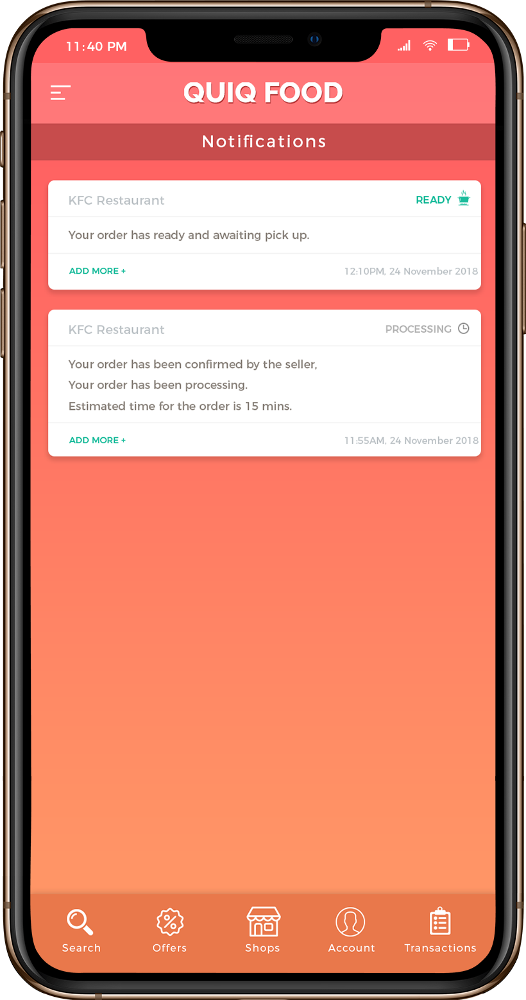 11:40 PM
QUIQ FOOD
Notifications
KFC Restaurant
READY
Your order has ready and awaiting pick up.
ADD MORE +
12:10PM, 24 November 2018
KFC Restaurant
PROCESSING
Your order has been confirmed by the seller,
Your order has been processing.
Estimated time for the order is 15 mins.
ADD MORE +
11:55AM, 24 November 2018
Search
Offers
Shops
Account
Transactions